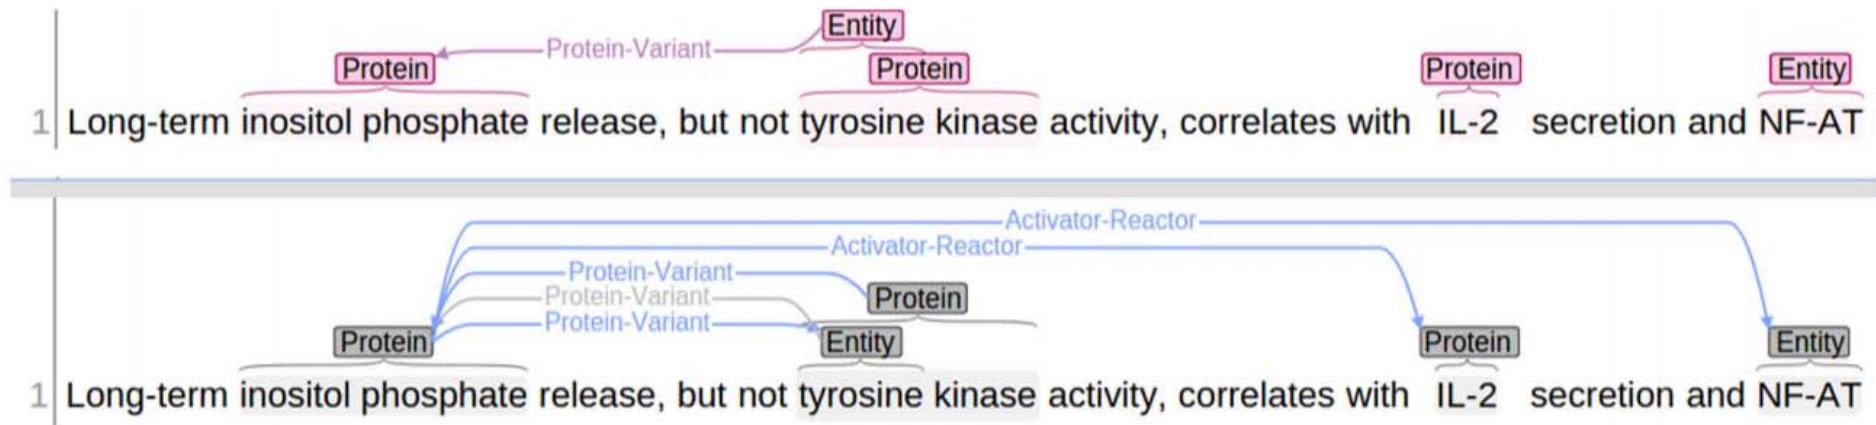 Entity
Protein-Variant
Protein Protein Protein Entity
1 Long-term inositol phosphate release, but not tyrosine kinase activity, correlates with IL-2 secretion and NF-AT
Activator-Reactor
Activator-Reactor
Protein-Variant
Protein-Variant Protein
Protein-Variant
Protein Entity Protein Entity
1 Long-term inositol phosphate release, but not tyrosine kinase activity, correlates with IL-2 secretion and NF-AT